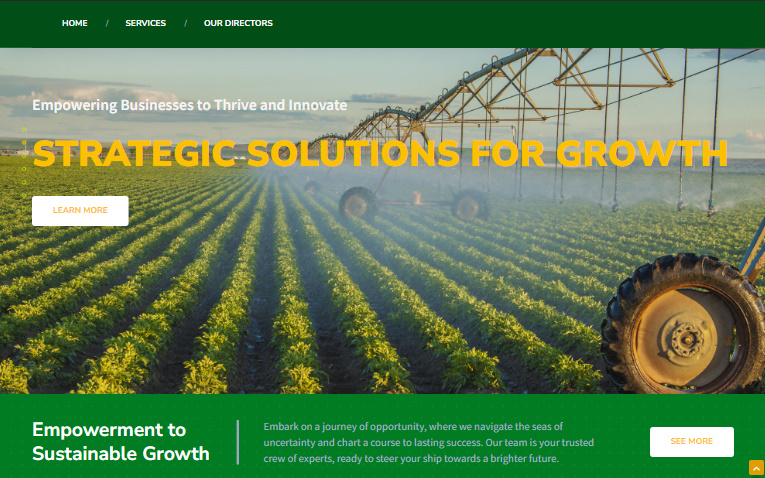 HOME / SERVICES / OUR DIRECTORS
Empowering Businesses to Thrive and Innovate
STRATEGIC SOLUTIONS FOR GROWTH
LEARN MORE
Empowerment to
Sustainable Growth
Embark on a journey of opportunity, where we navigate the seas of
uncertainty and chart a course to lasting success. Our team is your trusted
crew of experts, ready to steer your ship towards a brighter future.
SEE MORE